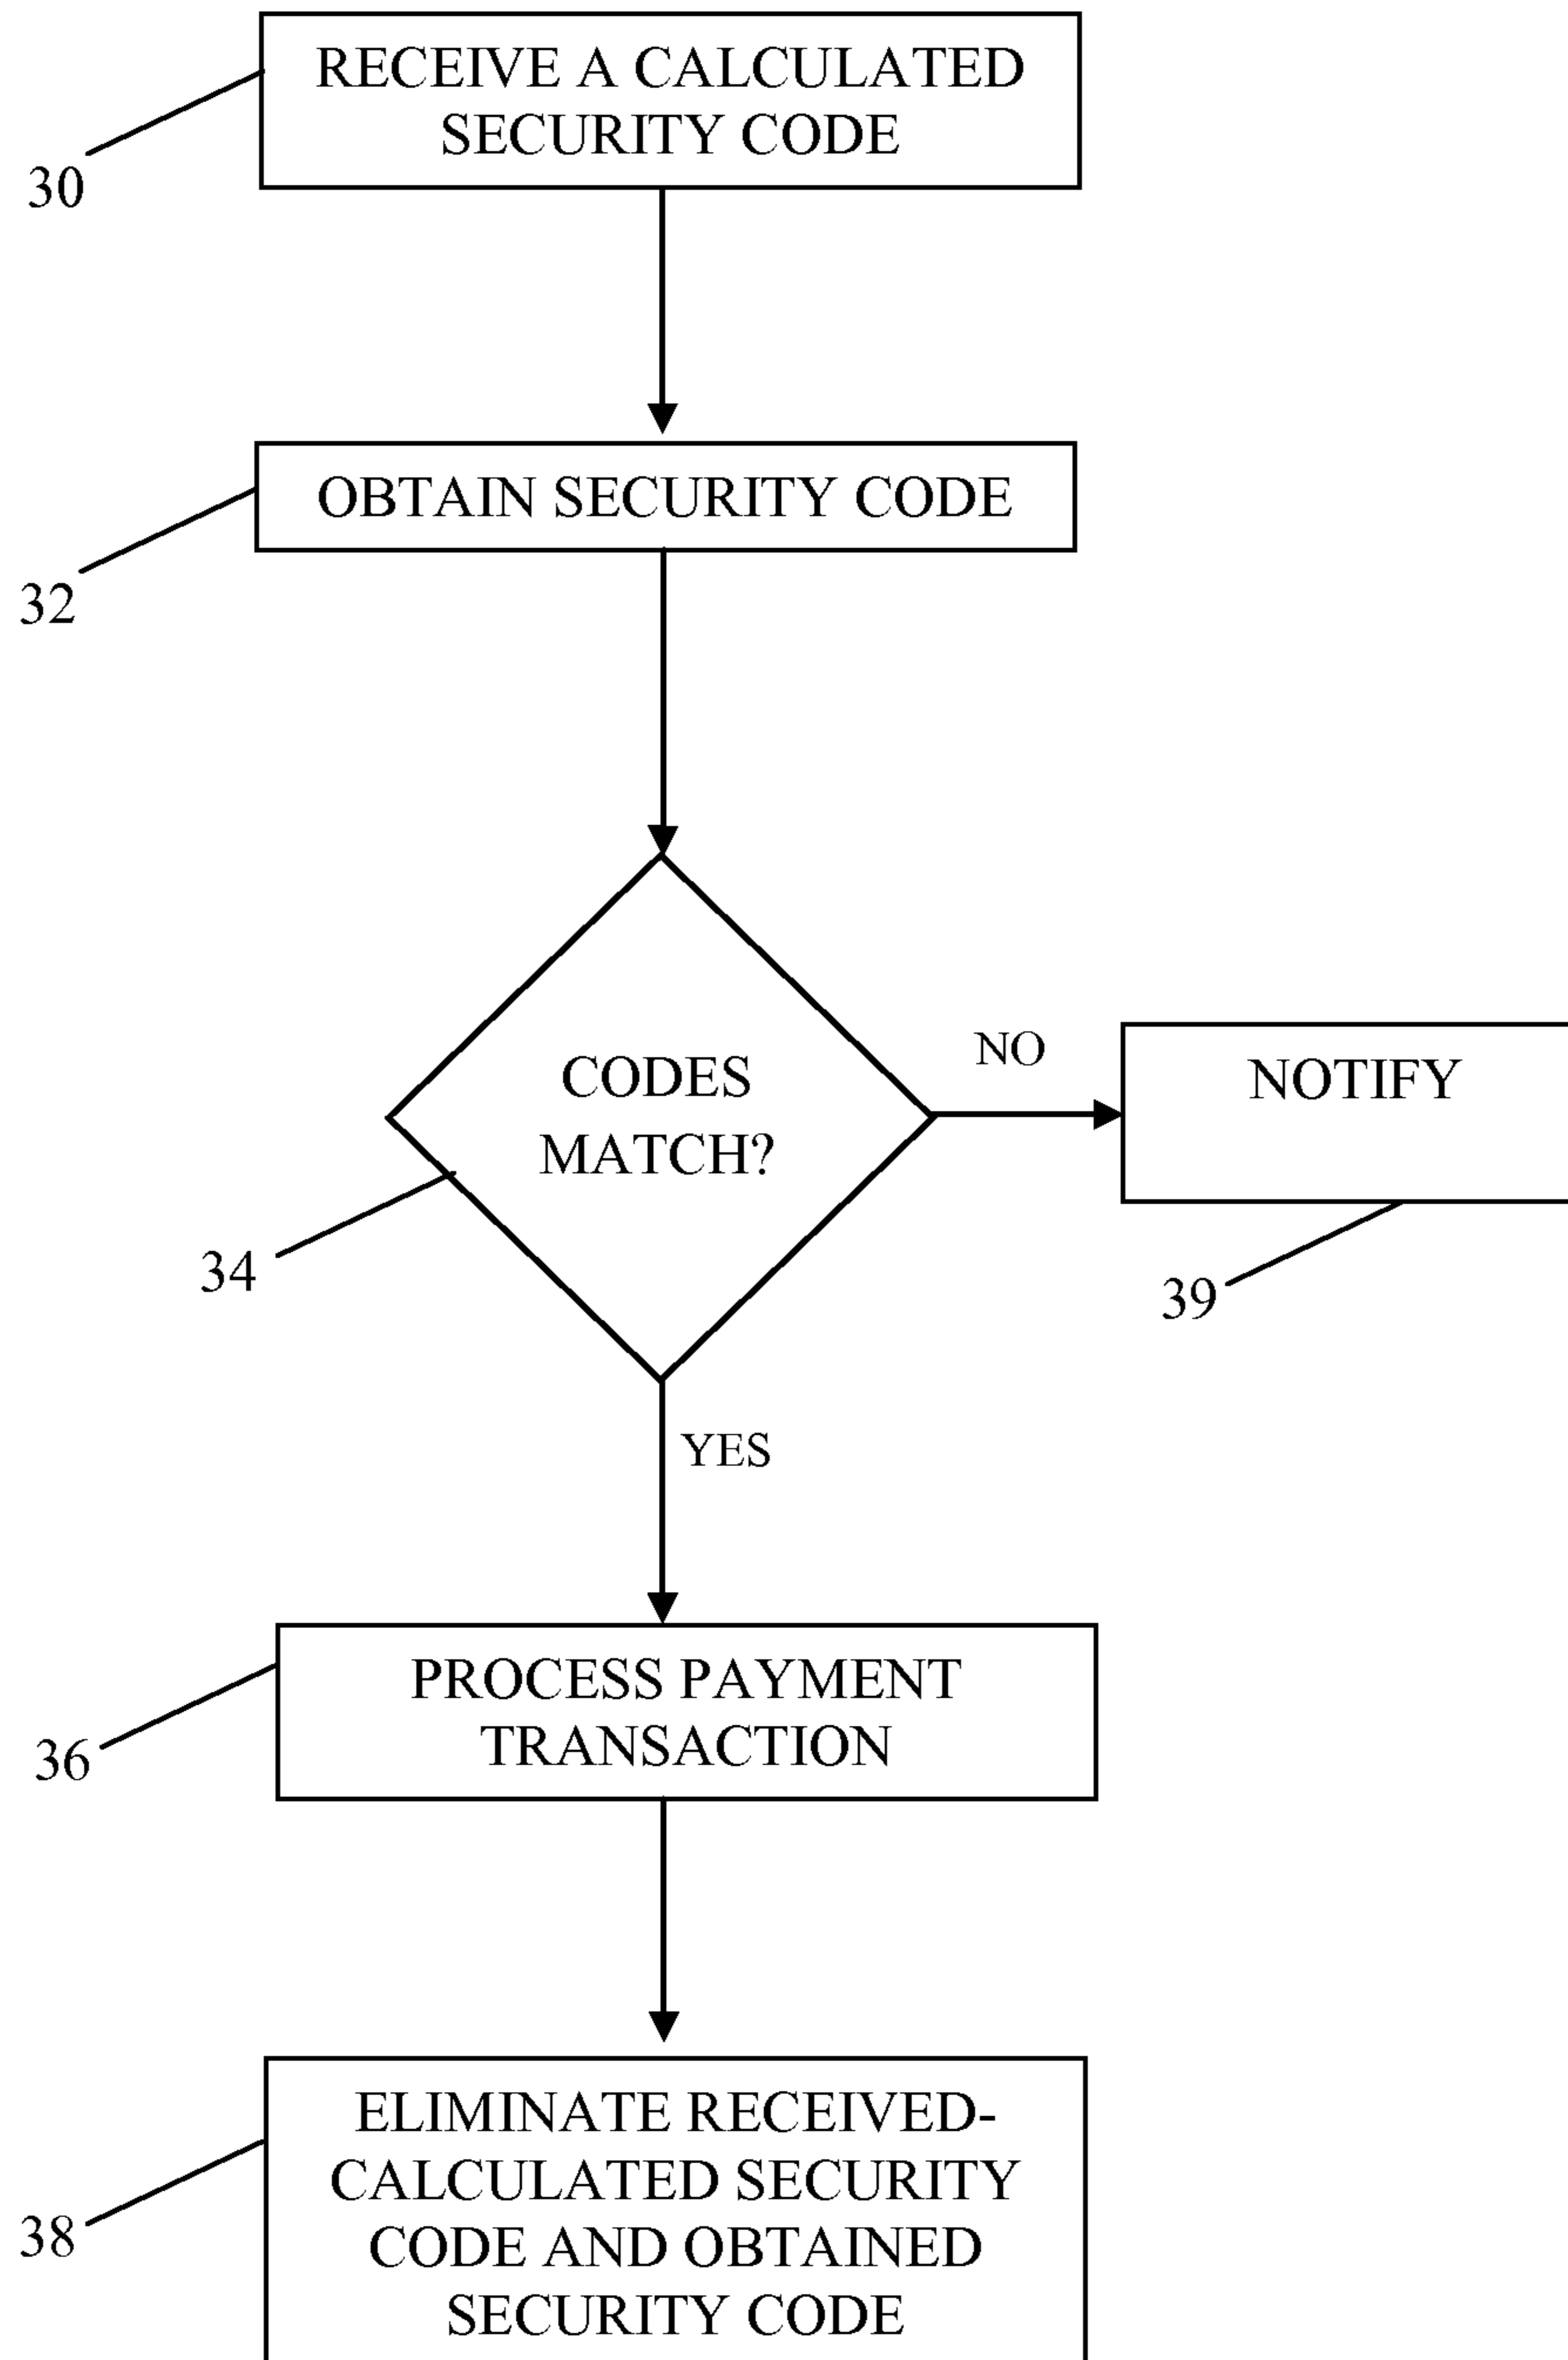 RECEIVE A CALCULATED
SECURITY CODE
30
OBTAIN SECURITY CODE
32
CODES
MATCH?
NO
NOTIFY
34
39
YES
PROCESS PAYMENT
TRANSACTION
36
ELIMINATE RECEIVED-
CALCULATED SECURITY
CODE AND OBTAINED
SECURITY CODE
38